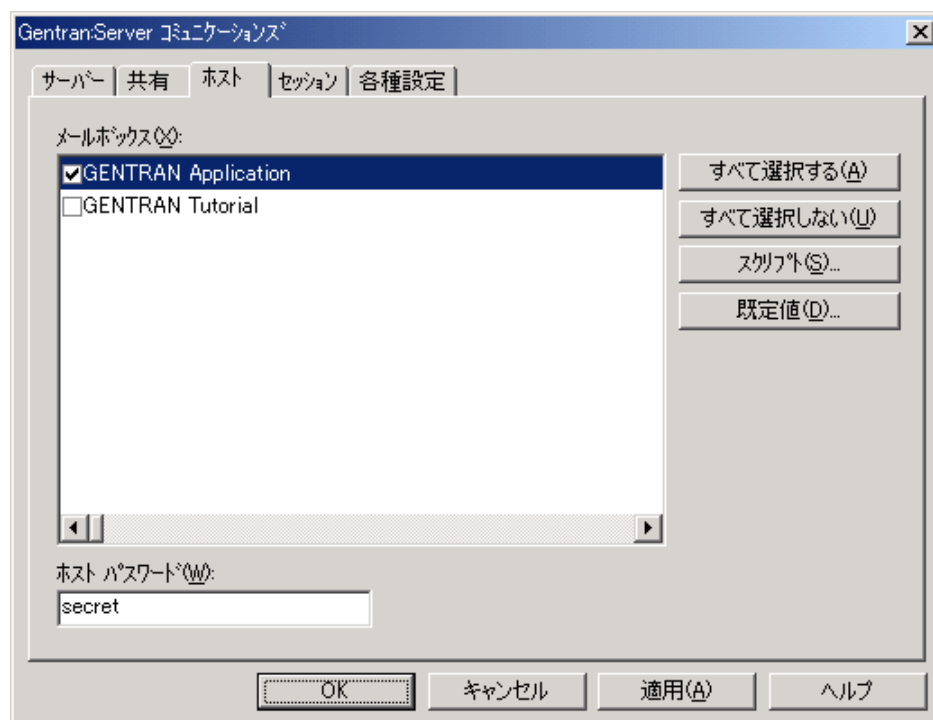 Gentran:Server ｺﾐｭﾆｹｰｼｮﾝｽﾞ
サーバー 共有 ホスト ｾｯｼｮﾝ 各種設定
ﾒｰﾙﾎﾞｯｸｽ(X):
GENTRAN Application
GENTRAN Tutorial
すべて選択する(A)
すべて選択しない(U)
ｽｸﾘﾌﾟﾄ(S)...
既定値(D)...
ﾎｽﾄ ﾊﾟｽﾜｰﾄﾞ(W):
secret
OK キャンセル 適用(A) ヘルプ